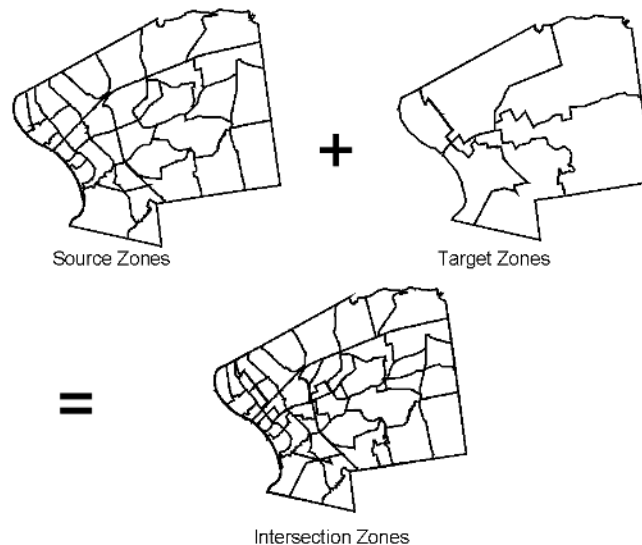 +
Source Zones
Target Zones
=
Intersection Zones